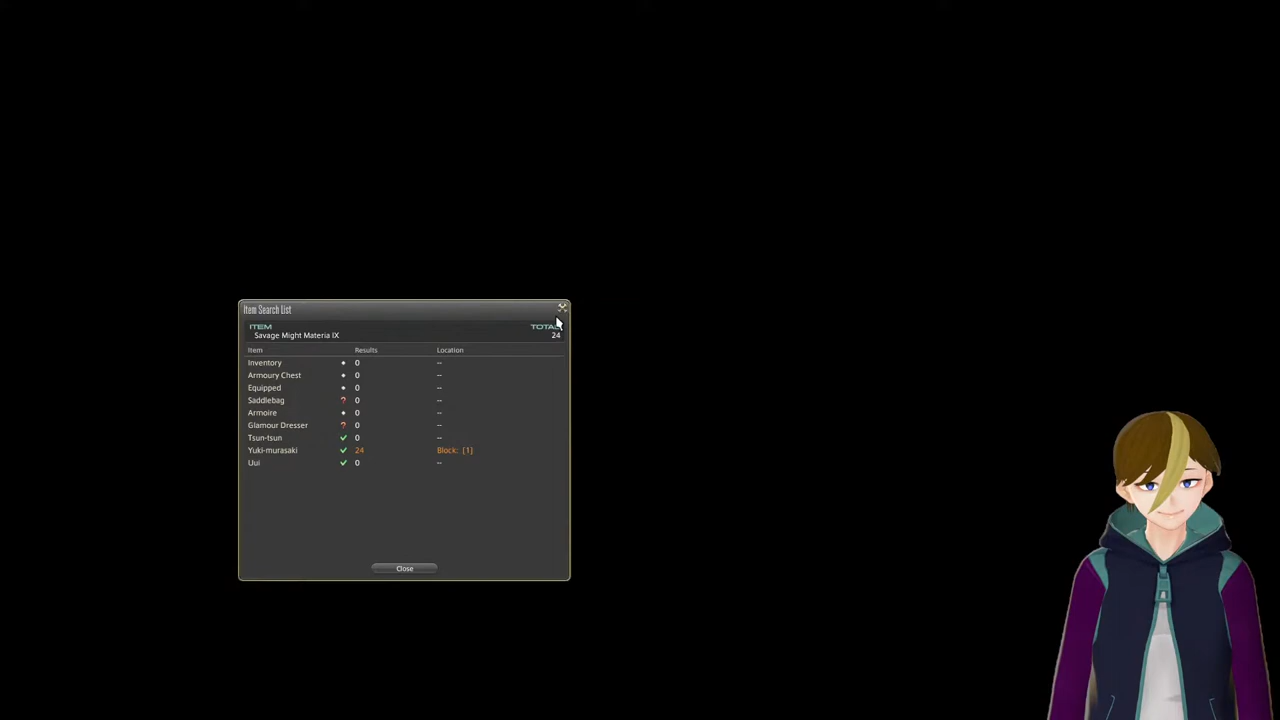 Item Search List
ITEM TOTAL
Savage Might Materia IX 24
Item Results Location
Inventory 0 --
Armoury Chest 0 --
Equipped 0 --
Saddlebag ? 0 --
Armoire 0 --
Glamour Dresser ? 0 --
Tsun-tsun 0 --
Yuki-murasaki 24 Block: [1]
Uui 0 --
Close